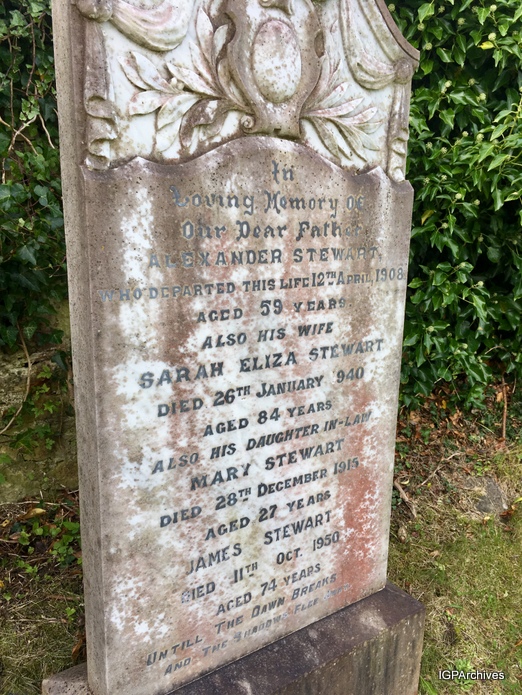 In
Loving Memory of
Our Dear Father
ALEXANDER STEWART
WHO DEPARTED THIS LIFE 12TH APRIL, 1908
AGED 59 YEARS.
ALSO HIS WIFE
SARAH ELIZA STEWART
DIED 26TH JANUARY 1940
AGED 84 YEARS
ALSO HIS DAUGHTER IN-LAW
MARY STEWART
DIED 28TH DECEMBER 1915
AGED 27 YEARS
JAMES STEWART
DIED 11TH OCT. 1950
AGED 74 YEARS
UNTILL THE DAWN BREAKS
AND THE SHADOWS FLEE
IGPArchives